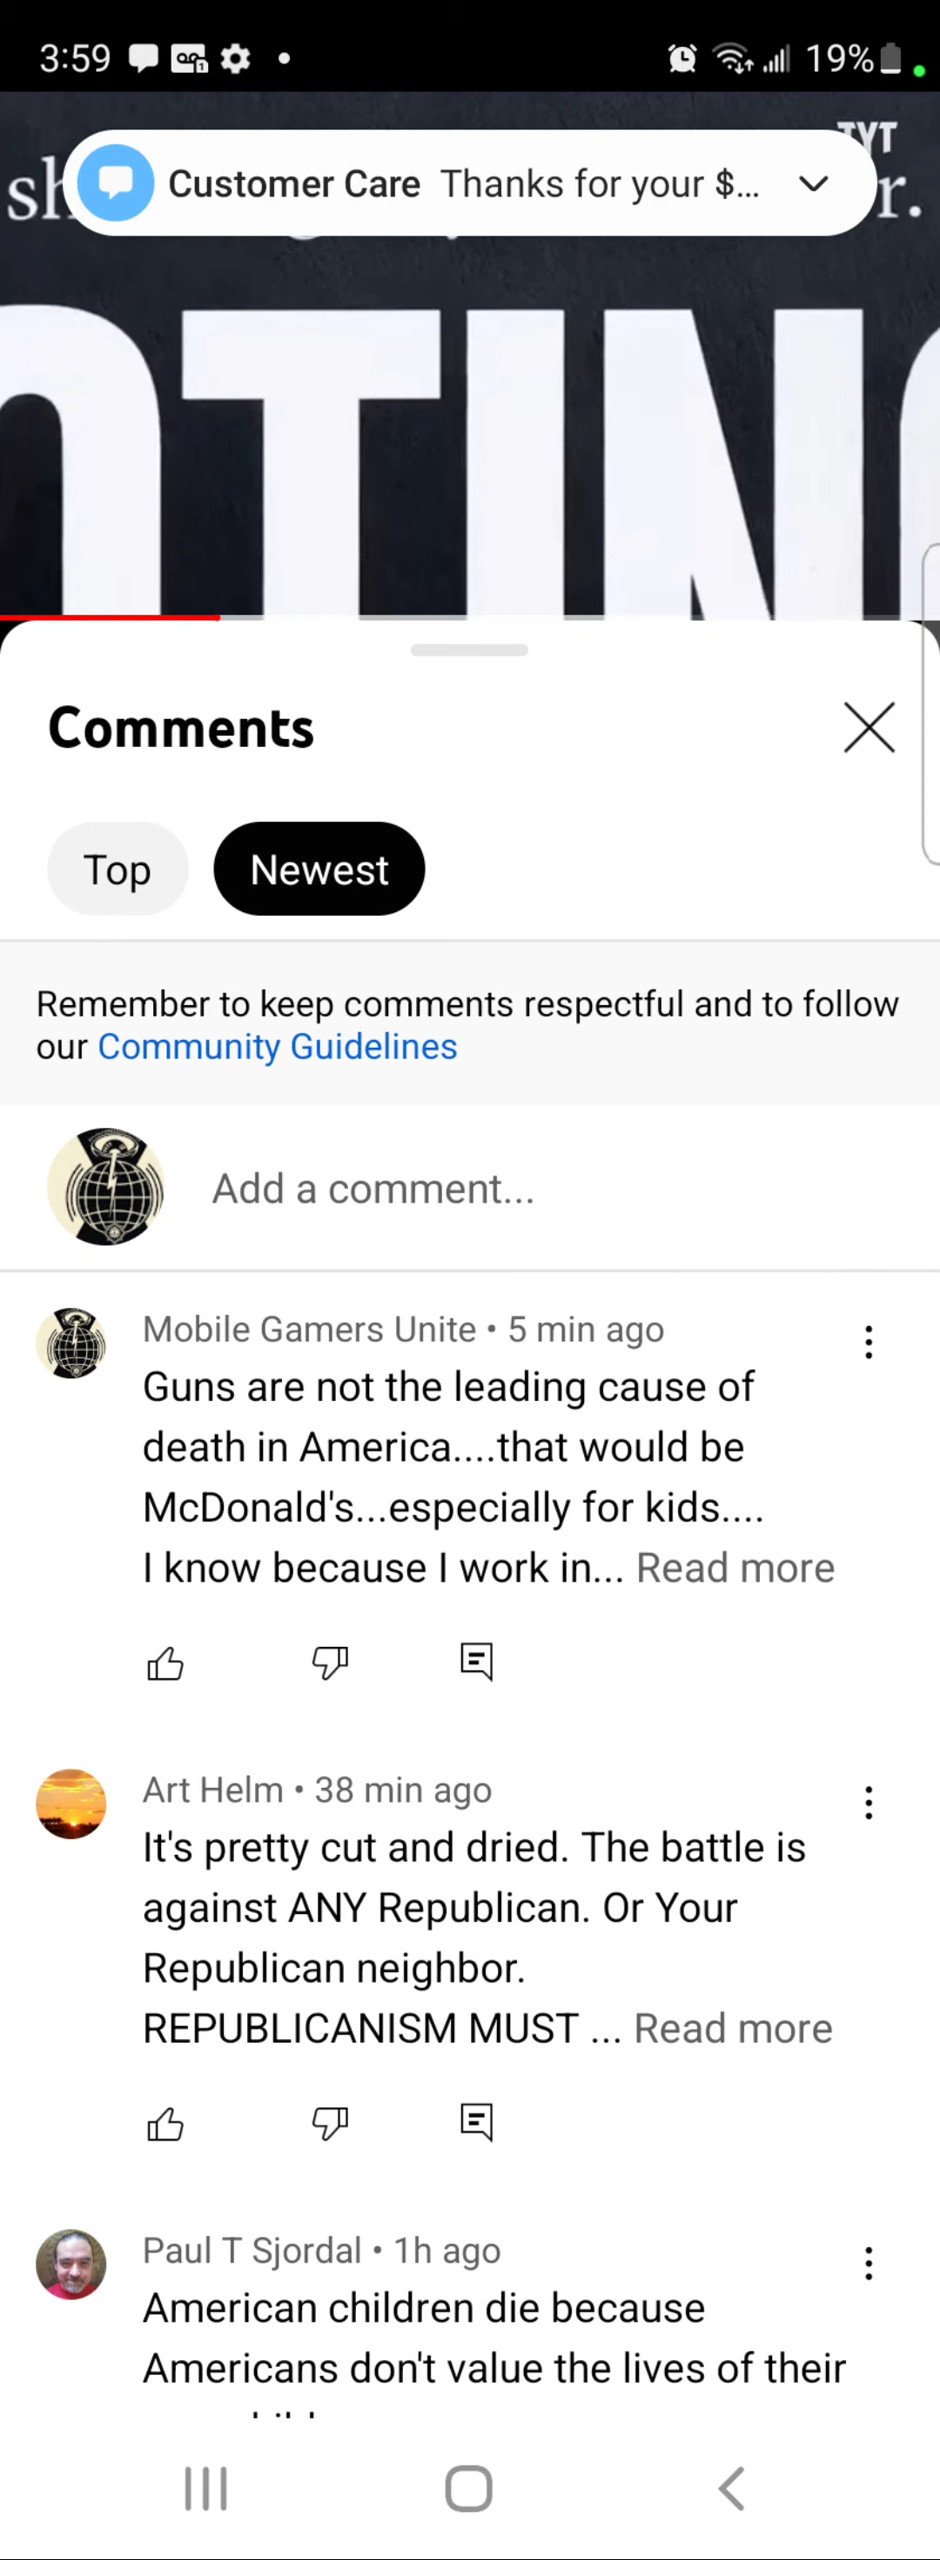 3:59
19%
TYT
sh
r.
Customer Care Thanks for your $...
OTING
Comments
Top
Newest
Remember to keep comments respectful and to follow
our Community Guidelines
Add a comment...
Mobile Gamers Unite • 5 min ago
Guns are not the leading cause of
death in America....that would be
McDonald's...especially for kids....
I know because I work in... Read more
Art Helm • 38 min ago
It's pretty cut and dried. The battle is
against ANY Republican. Or Your
Republican neighbor.
REPUBLICANISM MUST ... Read more
Paul T Sjordal • 1h ago
American children die because
Americans don't value the lives of their